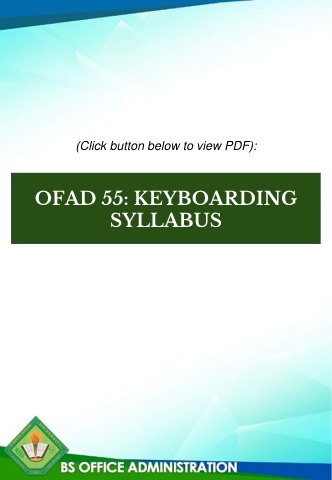 (Click button below to view PDF):
OFAD 55: KEYBOARDING
SYLLABUS
BS OFFICE ADMINISTRATION